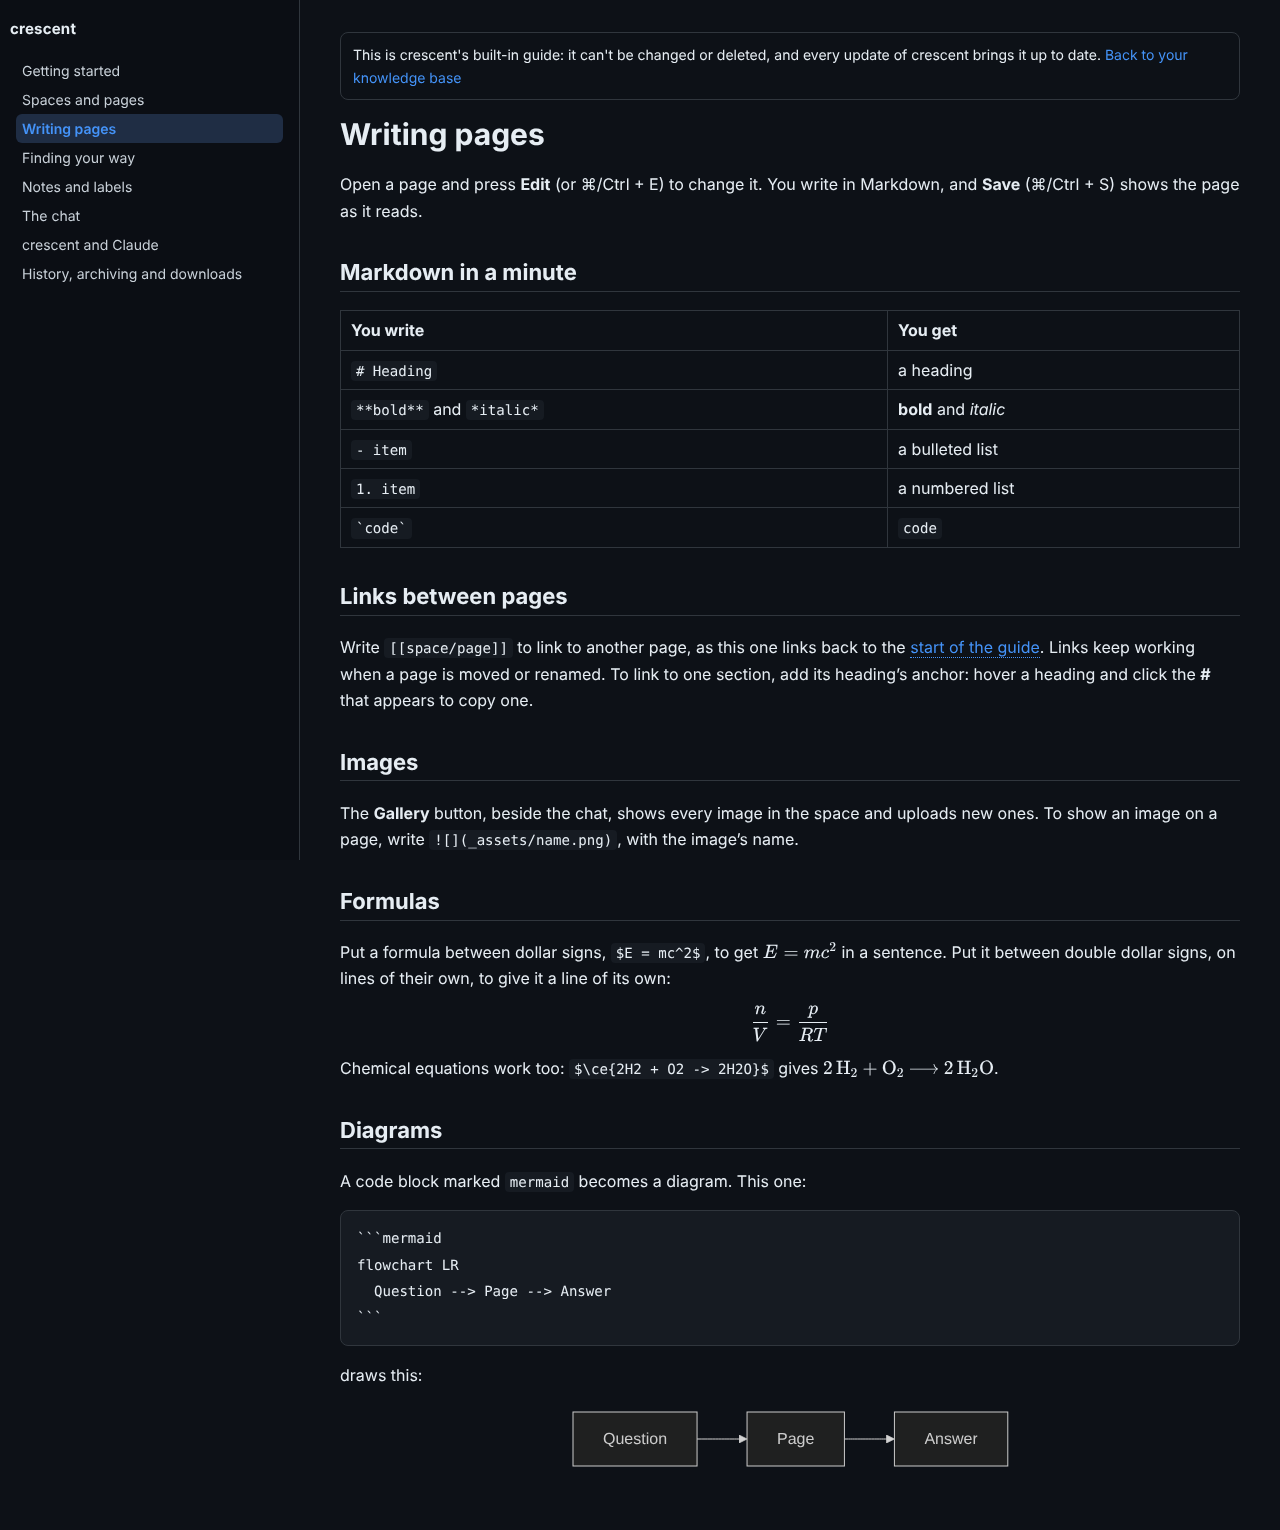 crescent
Getting started
Spaces and pages
Writing pages
Finding your way
Notes and labels
The chat
crescent and Claude
History, archiving and downloads
This is crescent's built-in guide: it can't be changed or deleted, and every update of crescent brings it up to date. Back to your
knowledge base
Writing pages
Open a page and press Edit (or ⌘/Ctrl + E) to change it. You write in Markdown, and Save (⌘/Ctrl + S) shows the page
as it reads.
Markdown in a minute
You write You get
# Heading a heading
**bold** and *italic* bold and italic
- item a bulleted list
1. item a numbered list
`code` code
Links between pages
Write [[space/page]] to link to another page, as this one links back to the start of the guide. Links keep working
when a page is moved or renamed. To link to one section, add its heading’s anchor: hover a heading and click the #
that appears to copy one.
Images
The Gallery button, beside the chat, shows every image in the space and uploads new ones. To show an image on a
page, write ![](_assets/name.png), with the image’s name.
Formulas
Put a formula between dollar signs, $E = mc^2$, to get E = mc² in a sentence. Put it between double dollar signs, on
lines of their own, to give it a line of its own:
n/V = p/RT
Chemical equations work too: $\ce{2H2 + O2 -> 2H2O}$ gives 2 H₂ + O₂ ⟶ 2 H₂O.
Diagrams
A code block marked mermaid becomes a diagram. This one:
```mermaid
flowchart LR
  Question --> Page --> Answer
```
draws this:
Question Page Answer